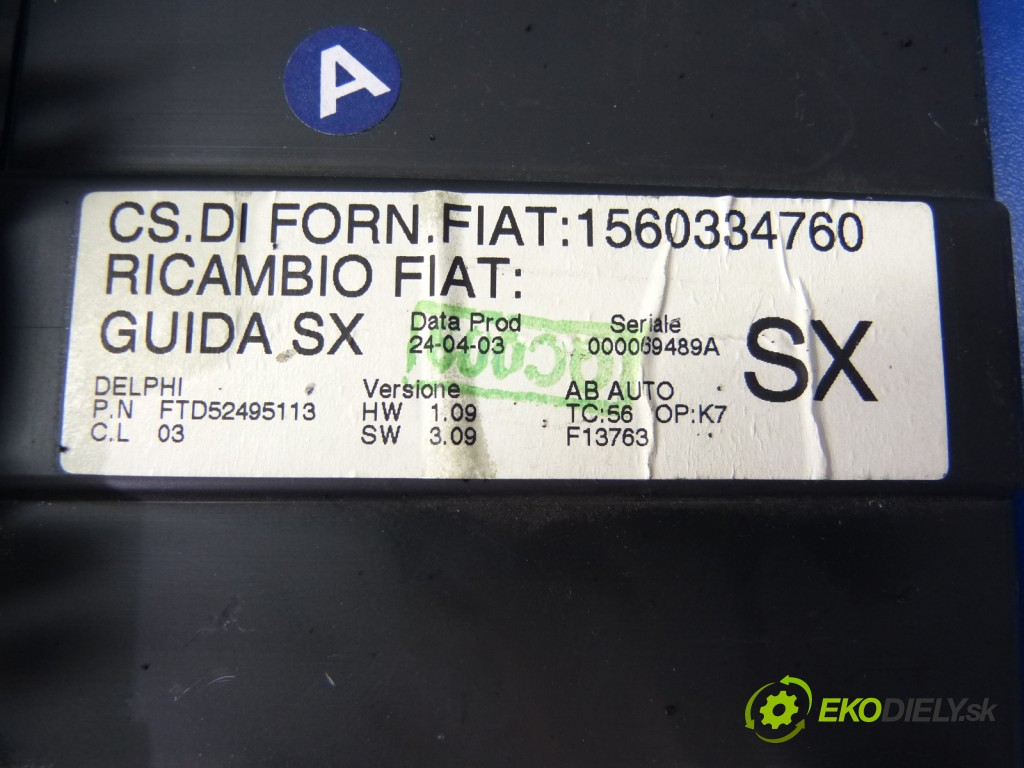 A
CS.DI FORN.FIAT:1560334760
RICAMBIO FIAT:
GUIDA SX Data Prod Seriale SX
24-04-03 000069489A
DELPHI Versione AB AUTO
P.N FTD52495113 HW 1.09 TC:56 OP:K7
C.L 03 SW 3.09 F13763
EKODIELY.sk